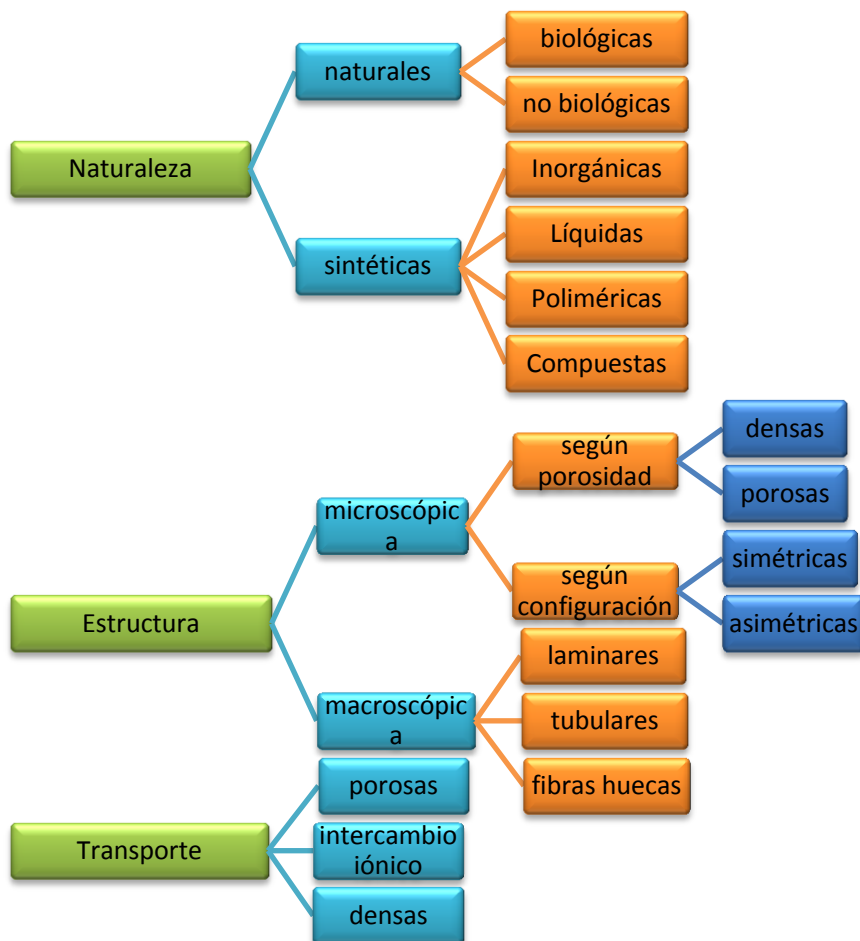 Naturaleza
naturales
biológicas
no biológicas
sintéticas
Inorgánicas
Líquidas
Poliméricas
Compuestas
Estructura
microscópic
a
según
porosidad
densas
porosas
según
configuración
simétricas
asimétricas
macroscópic
a
laminares
tubulares
fibras huecas
Transporte
porosas
intercambio
iónico
densas